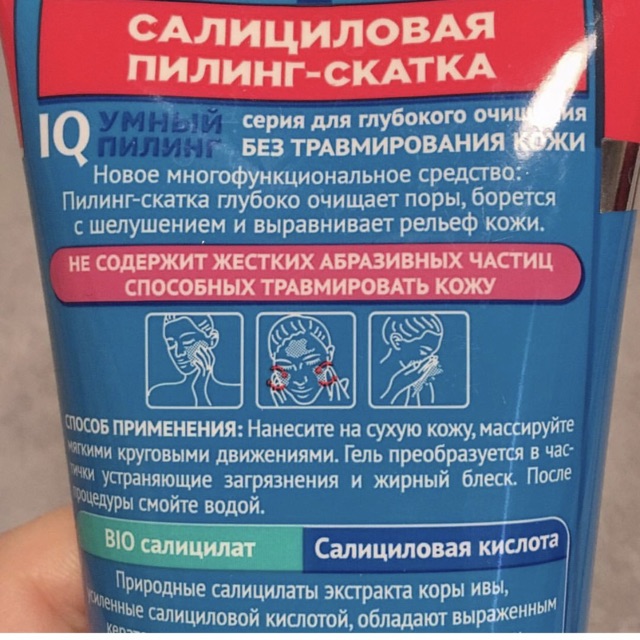 САЛИЦИЛОВАЯ
ПИЛИНГ-СКАТКА
IQ УМНЫЙ ПИЛИНГ
серия для глубокого очищения
БЕЗ ТРАВМИРОВАНИЯ КОЖИ
Новое многофункциональное средство:
Пилинг-скатка глубоко очищает поры, борется
с шелушением и выравнивает рельеф кожи.
НЕ СОДЕРЖИТ ЖЕСТКИХ АБРАЗИВНЫХ ЧАСТИЦ
СПОСОБНЫХ ТРАВМИРОВАТЬ КОЖУ
СПОСОБ ПРИМЕНЕНИЯ: Нанесите на сухую кожу, массируйте
мягкими круговыми движениями. Гель преобразуется в час-
тички устраняющие загрязнения и жирный блеск. После
процедуры смойте водой.
BIO салицилат
Салициловая кислота
Природные салицилаты экстракта коры ивы,
усиленные салициловой кислотой, обладают выраженным